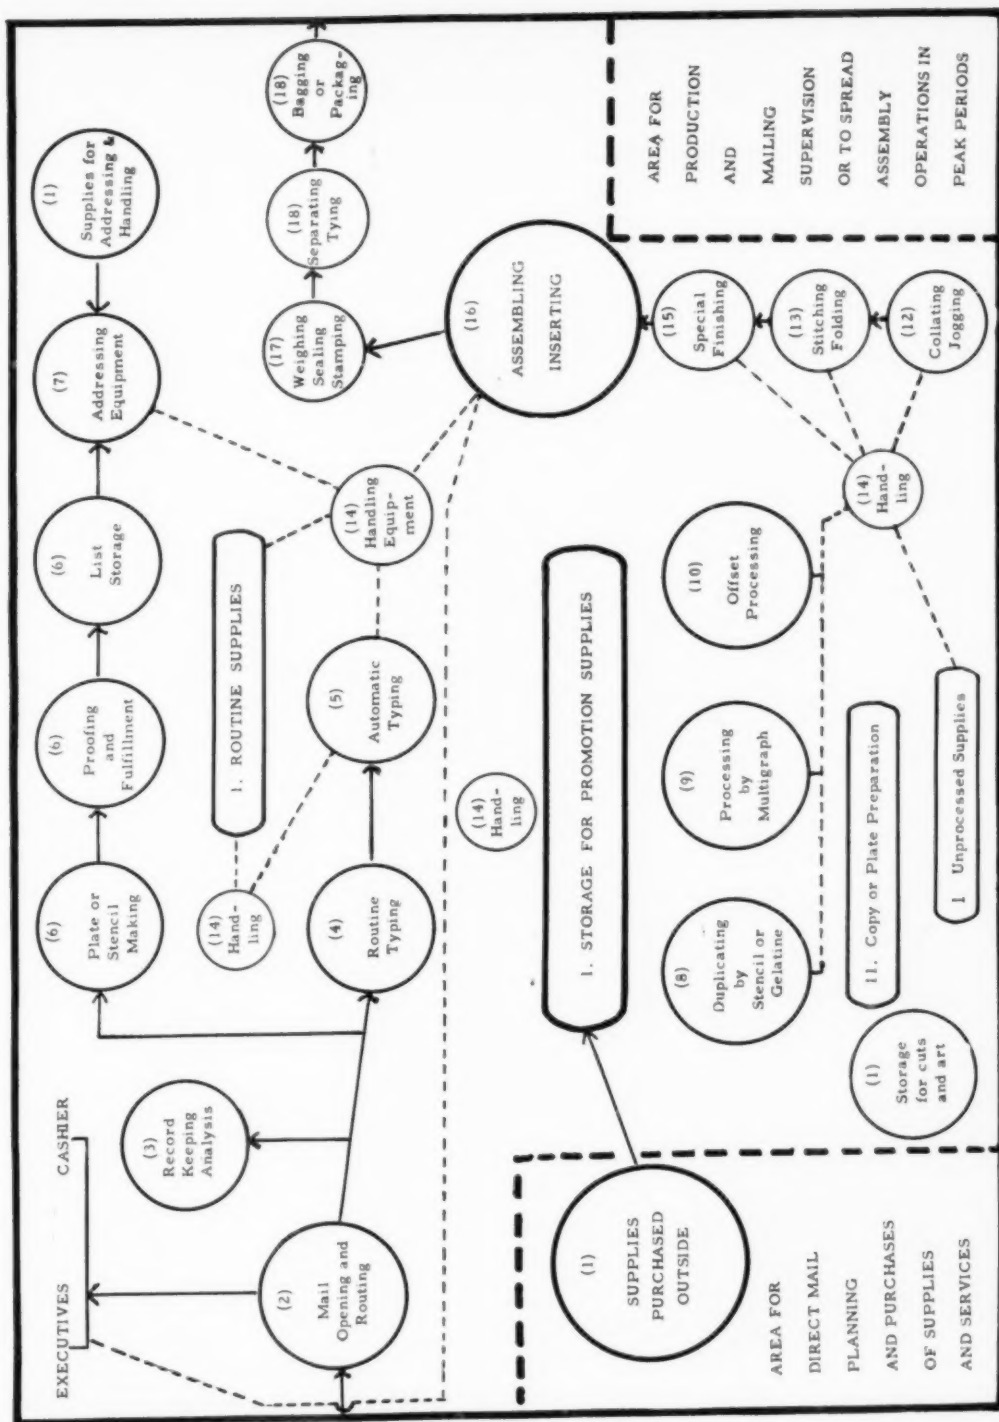 EXECUTIVES
CASHIER
(2)
Mail
Opening and
Routing
(3)
Record
Keeping
Analysis
(6)
Plate or
Stencil
Making
(6)
Proofing
and
Fulfillment
(6)
List
Storage
(7)
Addressing
Equipment
(1)
Supplies for
Addressing &
Handling
(14)
Hand-
ling
1. ROUTINE SUPPLIES
(4)
Routine
Typing
(5)
Automatic
Typing
(14)
Handling
Equip-
ment
(17)
Weighing
Sealing
Stamping
(18)
Separating
Tying
(18)
Bagging
or
Packag-
ing
(16)
ASSEMBLING
INSERTING
(14)
Hand-
ling
1. STORAGE FOR PROMOTION SUPPLIES
(1)
SUPPLIES
PURCHASED
OUTSIDE
AREA FOR
DIRECT MAIL
PLANNING
AND PURCHASES
OF SUPPLIES
AND SERVICES
(8)
Duplicating
by
Stencil or
Gelatine
(9)
Processing
by
Multigraph
(10)
Offset
Processing
(1)
Storage
for cuts
and art
11. Copy or Plate Preparation
1 Unprocessed Supplies
(14)
Hand-
ling
(15)
Special
Finishing
(13)
Stitching
Folding
(12)
Collating
Jogging
AREA FOR
PRODUCTION
AND
MAILING
SUPERVISION
OR TO SPREAD
ASSEMBLY
OPERATIONS IN
PEAK PERIODS